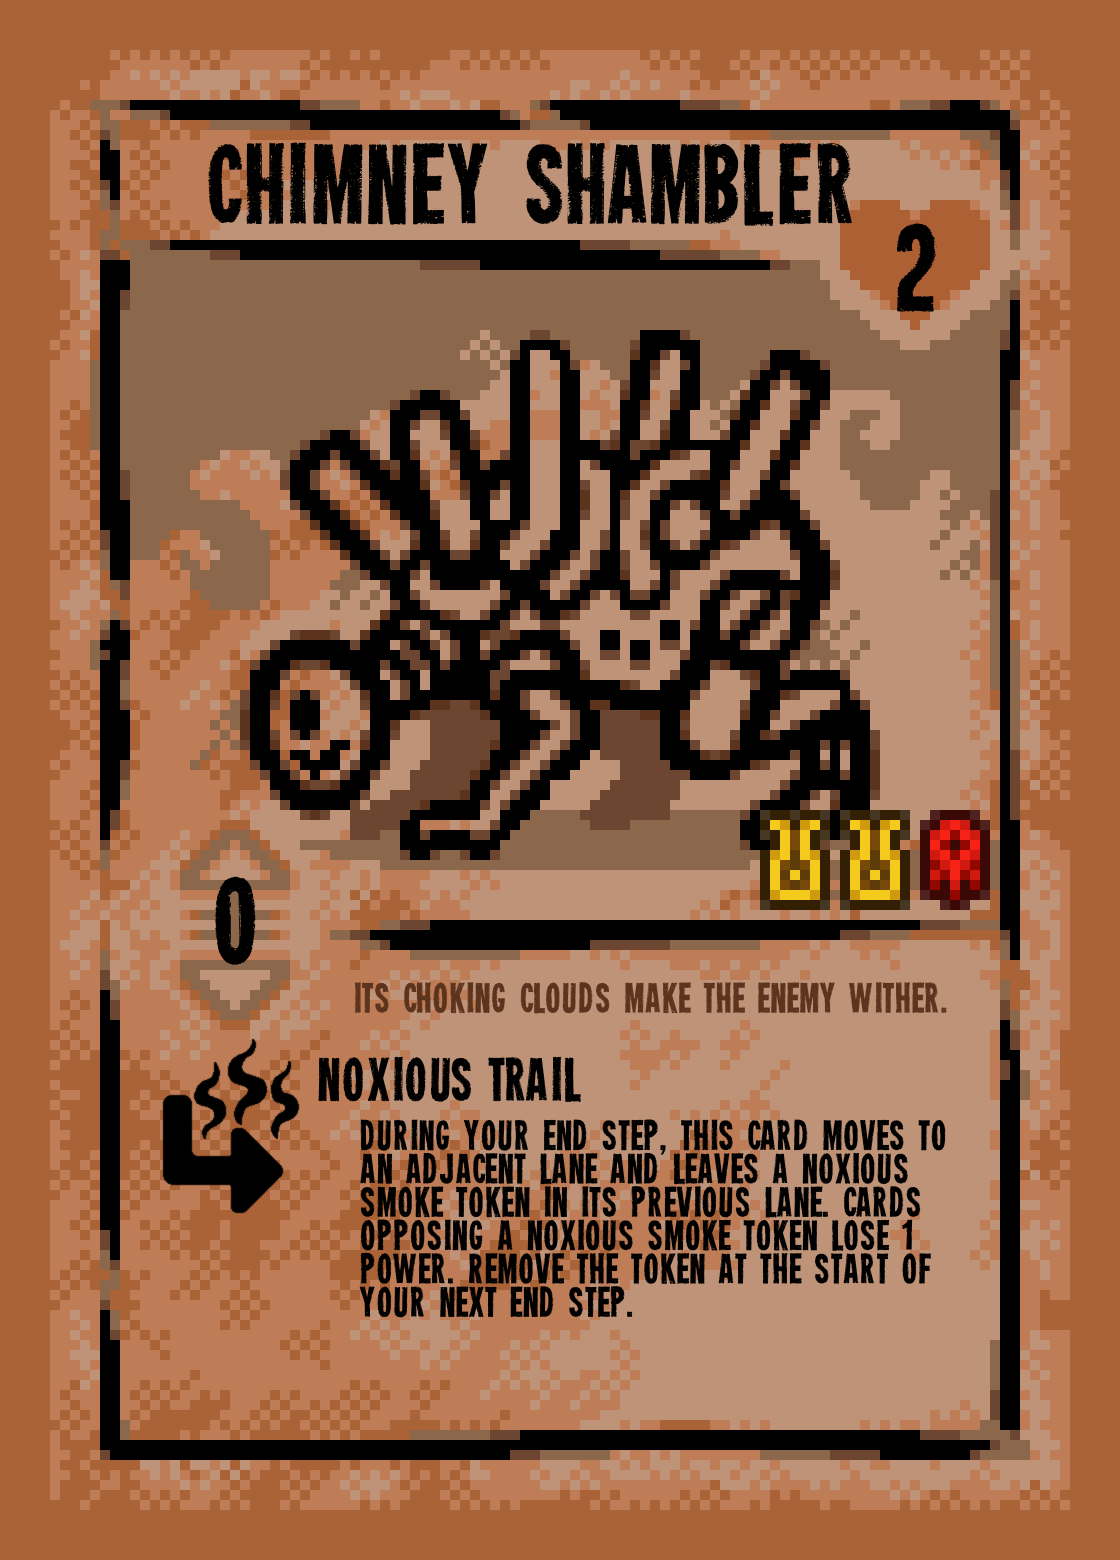 CHIMNEY SHAMBLER
2
0
ITS CHOKING CLOUDS MAKE THE ENEMY WITHER.
NOXIOUS TRAIL
DURING YOUR END STEP, THIS CARD MOVES TO
AN ADJACENT LANE AND LEAVES A NOXIOUS
SMOKE TOKEN IN ITS PREVIOUS LANE. CARDS
OPPOSING A NOXIOUS SMOKE TOKEN LOSE 1
POWER. REMOVE THE TOKEN AT THE START OF
YOUR NEXT END STEP.